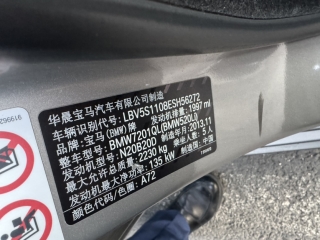 华晨宝马汽车有限公司制造
车辆识别代号: LBV5S1108ESH56272
品牌: 宝马(BMW)牌 发动机排量: 1997 ml
整车型号: BMW7201QL(BMW520Li)
发动机型号: N20B20D 制造年月: 2013.11
最大允许总质量: 2230 kg 乘坐人数: 5 人
发动机最大净功率: 135 kW 制造国: 中国
颜色代码/色圈: A72